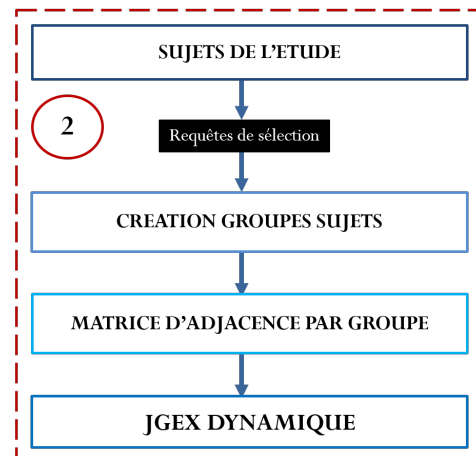 SUJETS DE L'ETUDE
2
Requêtes de sélection
CREATION GROUPES SUJETS
MATRICE D'ADJACENCE PAR GROUPE
JGEX DYNAMIQUE